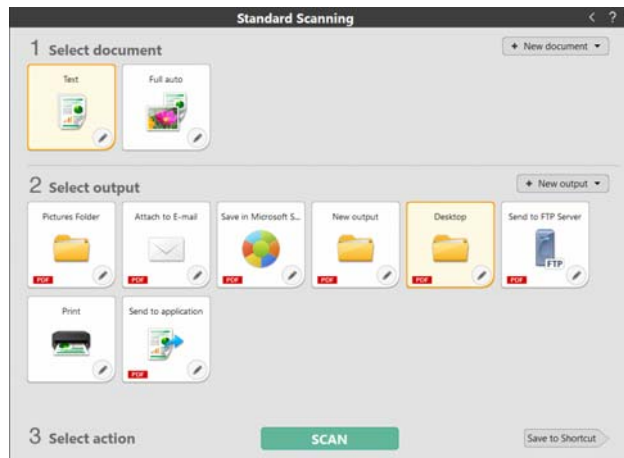 Standard Scanning
< ?
1 Select document
+ New document
Text
Full auto
2 Select output
+ New output
Pictures Folder
Attach to E-mail
Save in Microsoft S...
New output
Desktop
Send to FTP Server
PDF
PDF
PDF
PDF
PDF
PDF
FTP
Print
Send to application
PDF
3 Select action
SCAN
Save to Shortcut